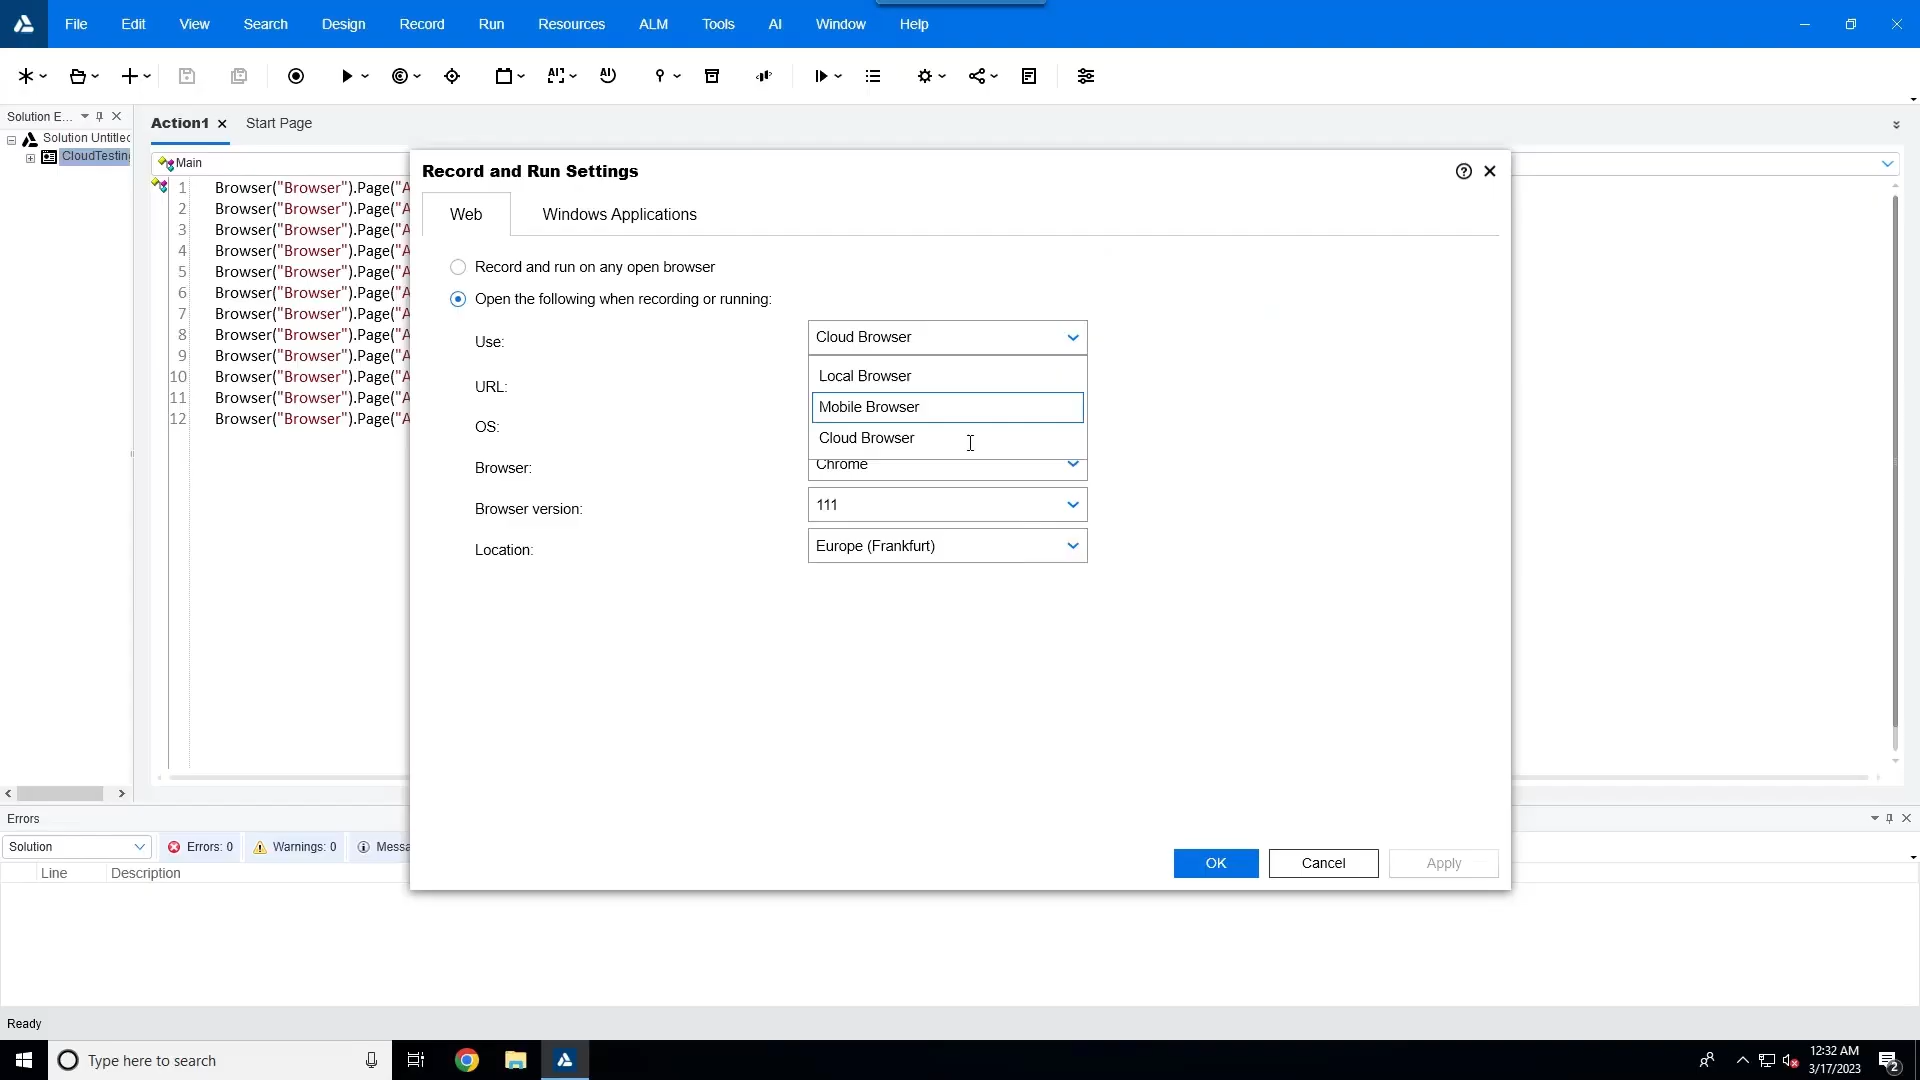 File Edit View Search Design Record Run Resources ALM Tools AI Window Help
Solution E...
Action1 Start Page
Solution Untitled
CloudTesting
Main
Record and Run Settings
Web Windows Applications
1 Browser("Browser").Page("A
2 Browser("Browser").Page("A
3 Browser("Browser").Page("A
4 Browser("Browser").Page("A
5 Browser("Browser").Page("A
6 Browser("Browser").Page("A
7 Browser("Browser").Page("A
8 Browser("Browser").Page("A
9 Browser("Browser").Page("A
10 Browser("Browser").Page("A
11 Browser("Browser").Page("A
12 Browser("Browser").Page("A
Record and run on any open browser
Open the following when recording or running:
Use: Cloud Browser
Local Browser
Mobile Browser
Cloud Browser
URL:
OS:
Browser: Chrome
Browser version: 111
Location: Europe (Frankfurt)
OK Cancel Apply
Errors
Solution Errors: 0 Warnings: 0 Messa
Line Description
Ready
Type here to search
12:32 AM
3/17/2023
2